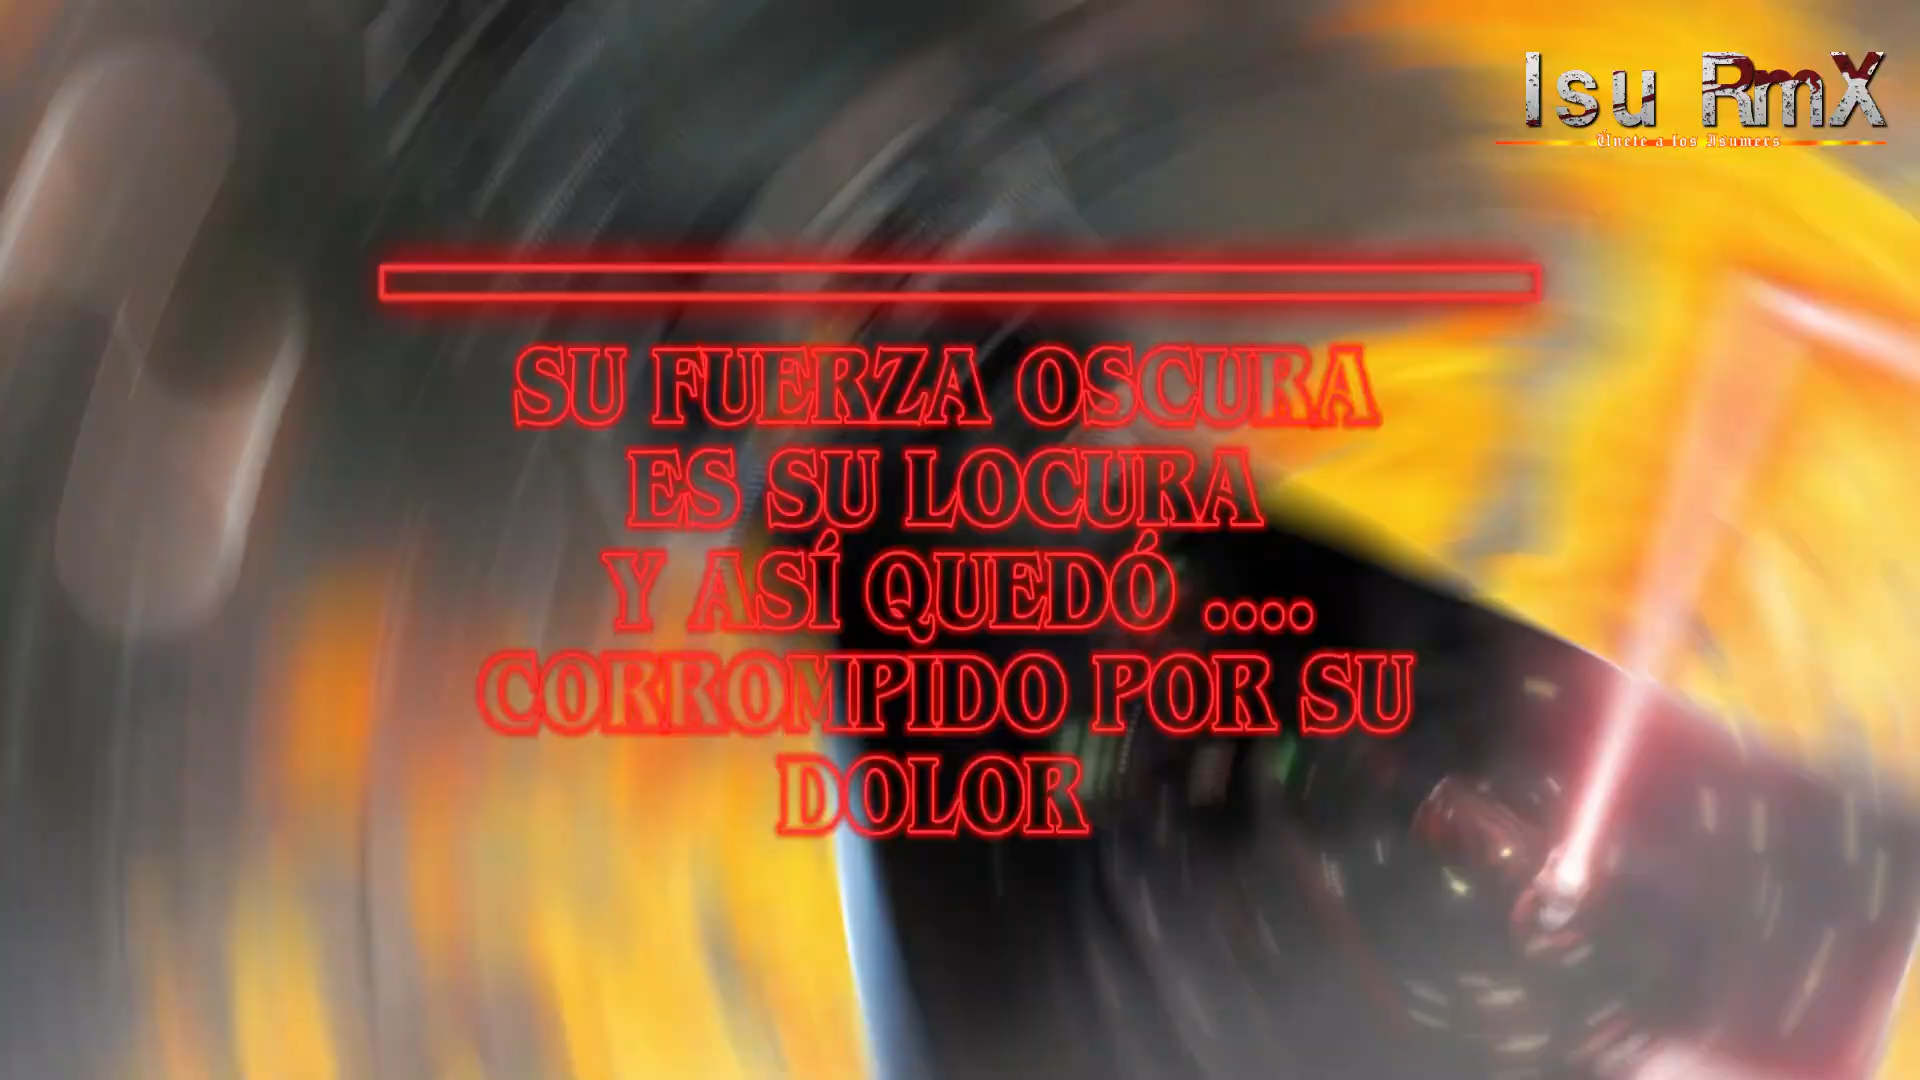 Isu RmX
Únete a los Isumers
SU FUERZA OSCURA
ES SU LOCURA
Y ASÍ QUEDÓ ....
CORROMPIDO POR SU
DOLOR